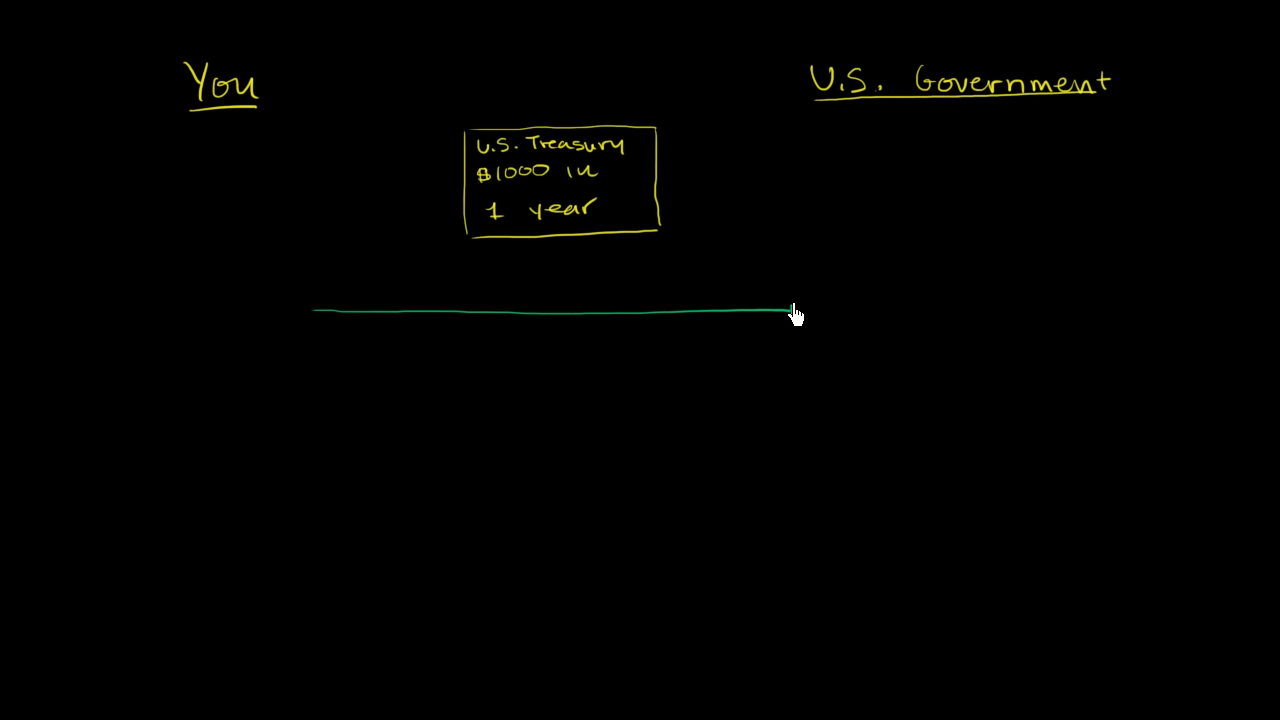 You
U.S. Government
U.S. Treasury
$1000 in
1 year